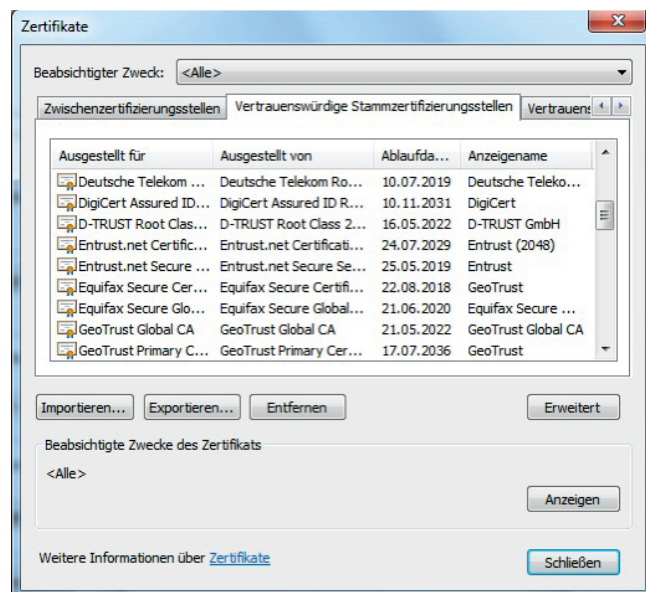 Zertifikate
Beabsichtigter Zweck: <Alle>
Zwischenzertifizierungsstellen Vertrauenswürdige Stammzertifizierungsstellen Vertrauens
Ausgestellt für Ausgestellt von Ablaufda... Anzeigename
Deutsche Telekom ... Deutsche Telekom Ro... 10.07.2019 Deutsche Teleko...
DigiCert Assured ID... DigiCert Assured ID R... 10.11.2031 DigiCert
D-TRUST Root Clas... D-TRUST Root Class 2... 16.05.2022 D-TRUST GmbH
Entrust.net Certific... Entrust.net Certificati... 24.07.2029 Entrust (2048)
Entrust.net Secure ... Entrust.net Secure Se... 25.05.2019 Entrust
Equifax Secure Cer... Equifax Secure Certifi... 22.08.2018 GeoTrust
Equifax Secure Glo... Equifax Secure Global... 21.06.2020 Equifax Secure ...
GeoTrust Global CA GeoTrust Global CA 21.05.2022 GeoTrust Global CA
GeoTrust Primary C... GeoTrust Primary Cer... 17.07.2036 GeoTrust
Importieren... Exportieren... Entfernen Erweitert
Beabsichtigte Zwecke des Zertifikats
<Alle>
Anzeigen
Weitere Informationen über Zertifikate
Schließen